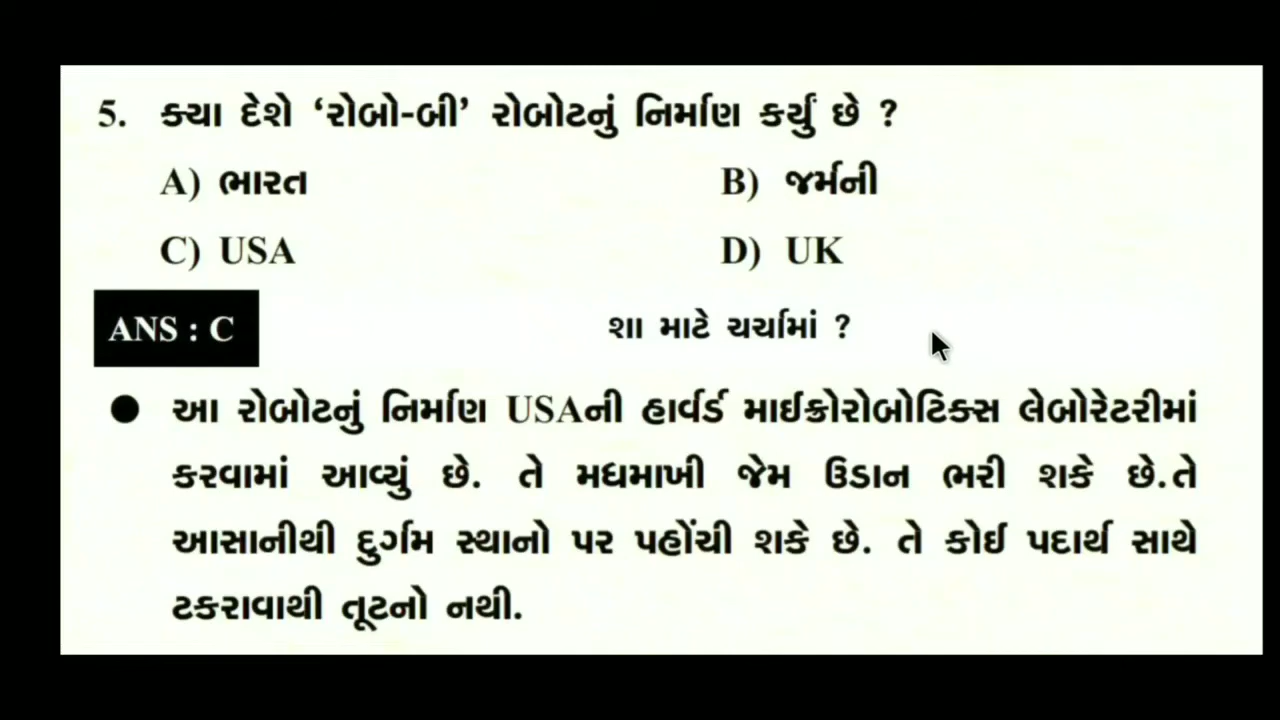 5. ક્યા દેશે ‘રોબો-બી’ રોબોટનું નિર્માણ કર્યું છે ?
A) ભારત B) જર્મની
C) USA D) UK
ANS : C શા માટે ચર્ચામાં ?
● આ રોબોટનું નિર્માણ USAની હાર્વર્ડ માઈક્રોરોબોટિક્સ લેબોરેટરીમાં
કરવામાં આવ્યું છે. તે મધમાખી જેમ ઉડાન ભરી શકે છે.તે
આસાનીથી દુર્ગમ સ્થાનો પર પહોંચી શકે છે. તે કોઈ પદાર્થ સાથે
ટકરાવાથી તૂટનો નથી.